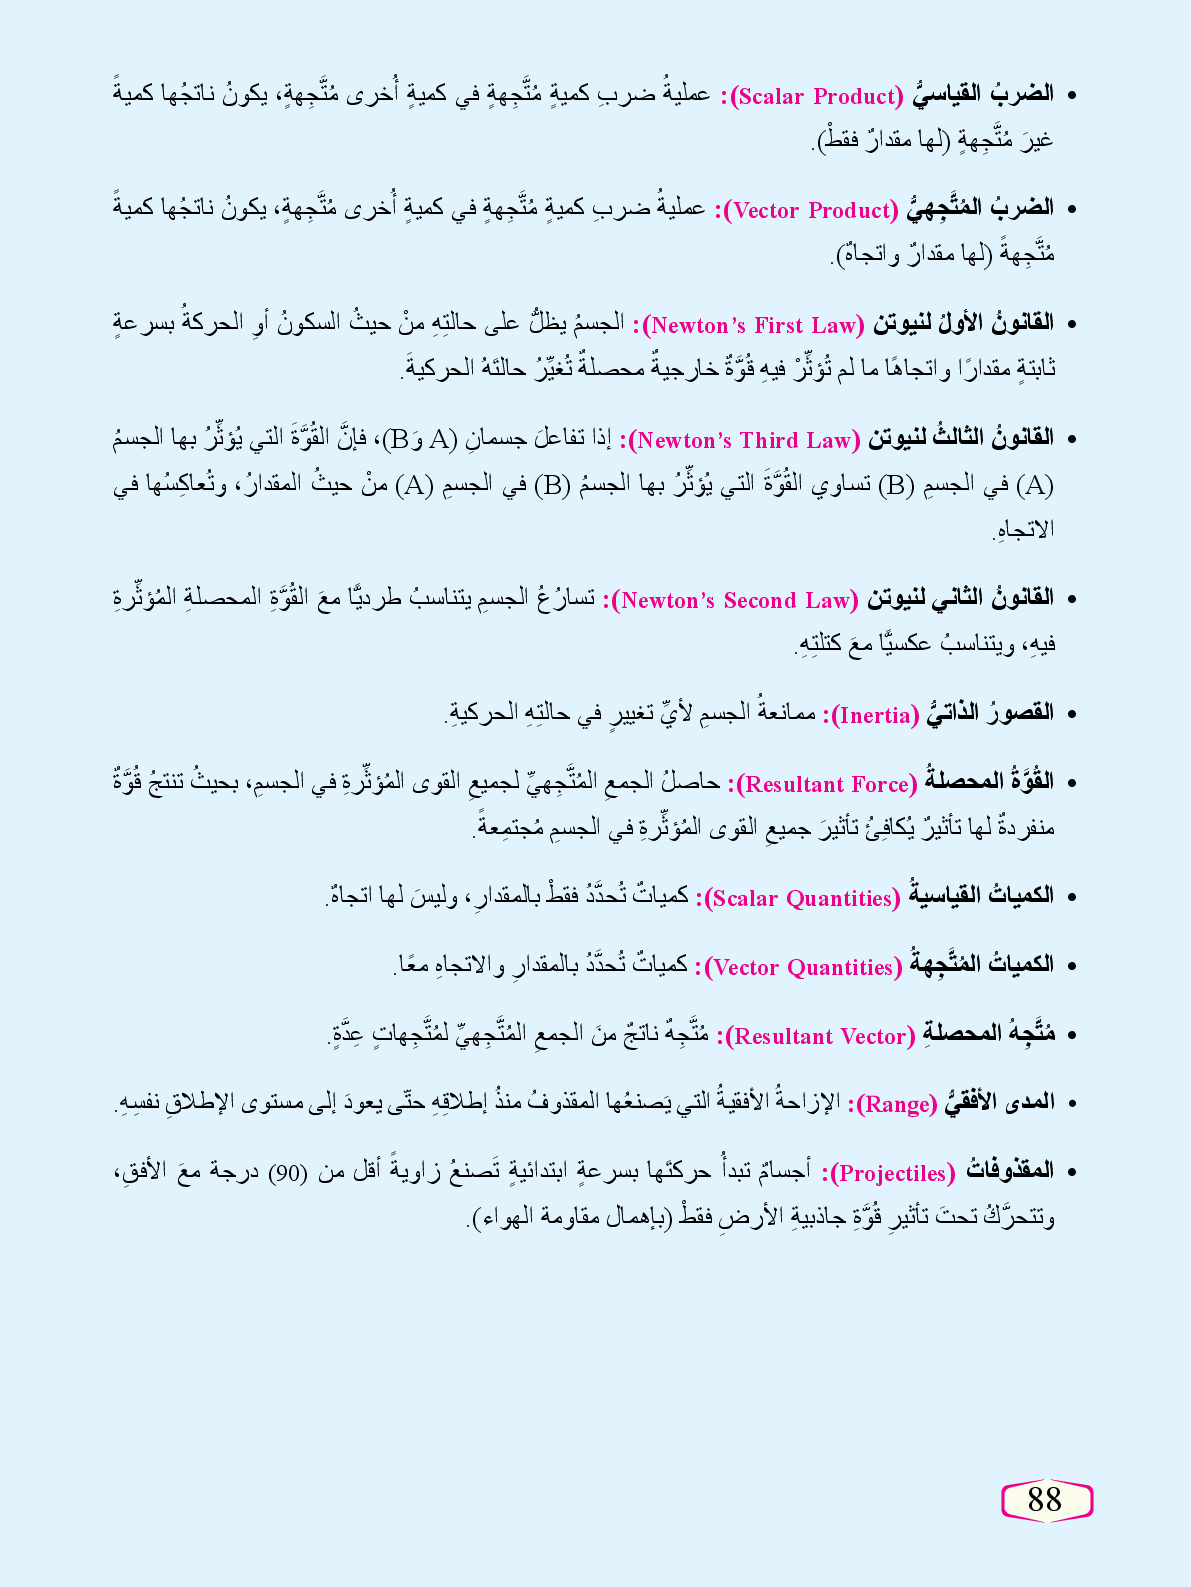 • الضربُ القياسيُّ (Scalar Product): عمليةُ ضربِ كميةٍ مُتَّجِهةٍ في كميةٍ أُخرى مُتَّجِهةٍ، يكونُ ناتجُها كميةً
غيرَ مُتَّجِهةٍ (لها مقدارٌ فقطْ).
• الضربُ المُتَّجِهيُّ (Vector Product): عمليةُ ضربِ كميةٍ مُتَّجِهةٍ في كميةٍ أُخرى مُتَّجِهةٍ، يكونُ ناتجُها كميةً
مُتَّجِهةً (لها مقدارٌ واتجاهٌ).
• القانونُ الأولُ لنيوتن (Newton’s First Law): الجسمُ يظلُّ على حالتِهِ منْ حيثُ السكونُ أوِ الحركةُ بسرعةٍ
ثابتةٍ مقدارًا واتجاهًا ما لم تُؤثِّرْ فيهِ قُوَّةٌ خارجيةٌ محصلةٌ تُغيِّرُ حالتَهُ الحركيةَ.
• القانونُ الثالثُ لنيوتن (Newton’s Third Law): إذا تفاعلَ جسمانِ (A وَB)، فإنَّ القُوَّةَ التي يُؤثِّرُ بها الجسمُ
(A) في الجسمِ (B) تساوي القُوَّةَ التي يُؤثِّرُ بها الجسمُ (B) في الجسمِ (A) منْ حيثُ المقدارُ، وتُعاكِسُها في
الاتجاهِ.
• القانونُ الثاني لنيوتن (Newton’s Second Law): تسارُعُ الجسمِ يتناسبُ طرديًّا معَ القُوَّةِ المحصلةِ المُؤثِّرةِ
فيهِ، ويتناسبُ عكسيًّا معَ كتلتِهِ.
• القصورُ الذاتيُّ (Inertia): ممانعةُ الجسمِ لأيِّ تغييرٍ في حالتِهِ الحركيةِ.
• القُوَّةُ المحصلةُ (Resultant Force): حاصلُ الجمعِ المُتَّجِهيِّ لجميعِ القوى المُؤثِّرةِ في الجسمِ، بحيثُ تنتجُ قُوَّةٌ
منفردةٌ لها تأثيرٌ يُكافِئُ تأثيرَ جميعِ القوى المُؤثِّرةِ في الجسمِ مُجتمِعةً.
• الكمياتُ القياسيةُ (Scalar Quantities): كمياتٌ تُحدَّدُ فقطْ بالمقدارِ، وليسَ لها اتجاهٌ.
• الكمياتُ المُتَّجِهةُ (Vector Quantities): كمياتٌ تُحدَّدُ بالمقدارِ والاتجاهِ معًا.
• مُتَّجِهُ المحصلةِ (Resultant Vector): مُتَّجِهٌ ناتجٌ منَ الجمعِ المُتَّجِهيِّ لمُتَّجِهاتٍ عِدَّةٍ.
• المدى الأفقيُّ (Range): الإزاحةُ الأفقيةُ التي يَصنعُها المقذوفُ منذُ إطلاقِهِ حتّى يعودَ إلى مستوى الإطلاقِ نفسِهِ.
• المقذوفاتُ (Projectiles): أجسامٌ تبدأُ حركتَها بسرعةٍ ابتدائيةٍ تَصنعُ زاويةً أقل من (90) درجة معَ الأفقِ،
وتتحرَّكُ تحتَ تأثيرِ قُوَّةِ جاذبيةِ الأرضِ فقطْ (بإهمال مقاومة الهواء).
88